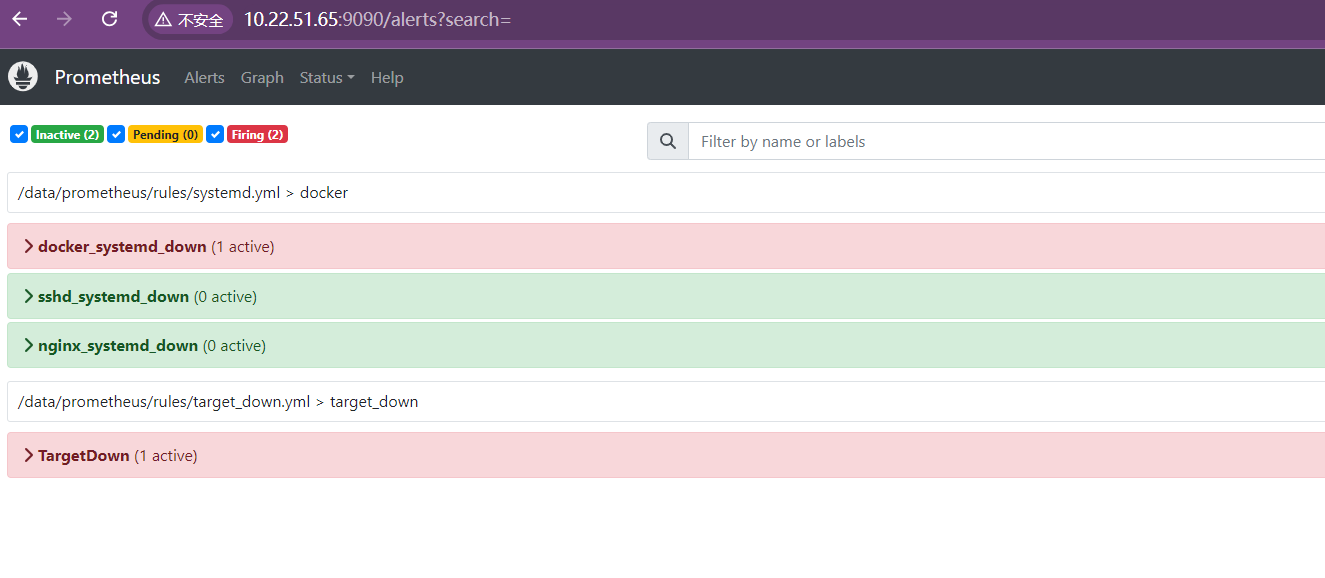 不安全 10.22.51.65:9090/alerts?search=
Prometheus Alerts Graph Status Help
Inactive (2) Pending (0) Firing (2) Filter by name or labels
/data/prometheus/rules/systemd.yml > docker
docker_systemd_down (1 active)
sshd_systemd_down (0 active)
nginx_systemd_down (0 active)
/data/prometheus/rules/target_down.yml > target_down
TargetDown (1 active)